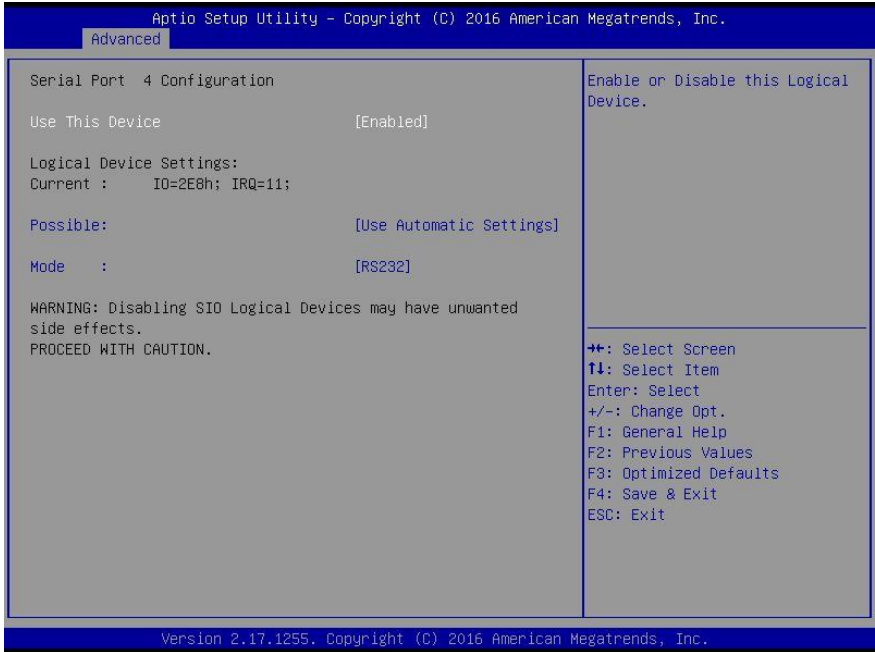 Aptio Setup Utility – Copyright (C) 2016 American Megatrends, Inc.
Advanced
Serial Port  4 Configuration
Use This Device [Enabled]
Logical Device Settings:
Current :     IO=2E8h; IRQ=11;
Possible: [Use Automatic Settings]
Mode    : [RS232]
WARNING: Disabling SIO Logical Devices may have unwanted
side effects.
PROCEED WITH CAUTION.
Enable or Disable this Logical
Device.
→←: Select Screen
↑↓: Select Item
Enter: Select
+/-: Change Opt.
F1: General Help
F2: Previous Values
F3: Optimized Defaults
F4: Save & Exit
ESC: Exit
Version 2.17.1255. Copyright (C) 2016 American Megatrends, Inc.